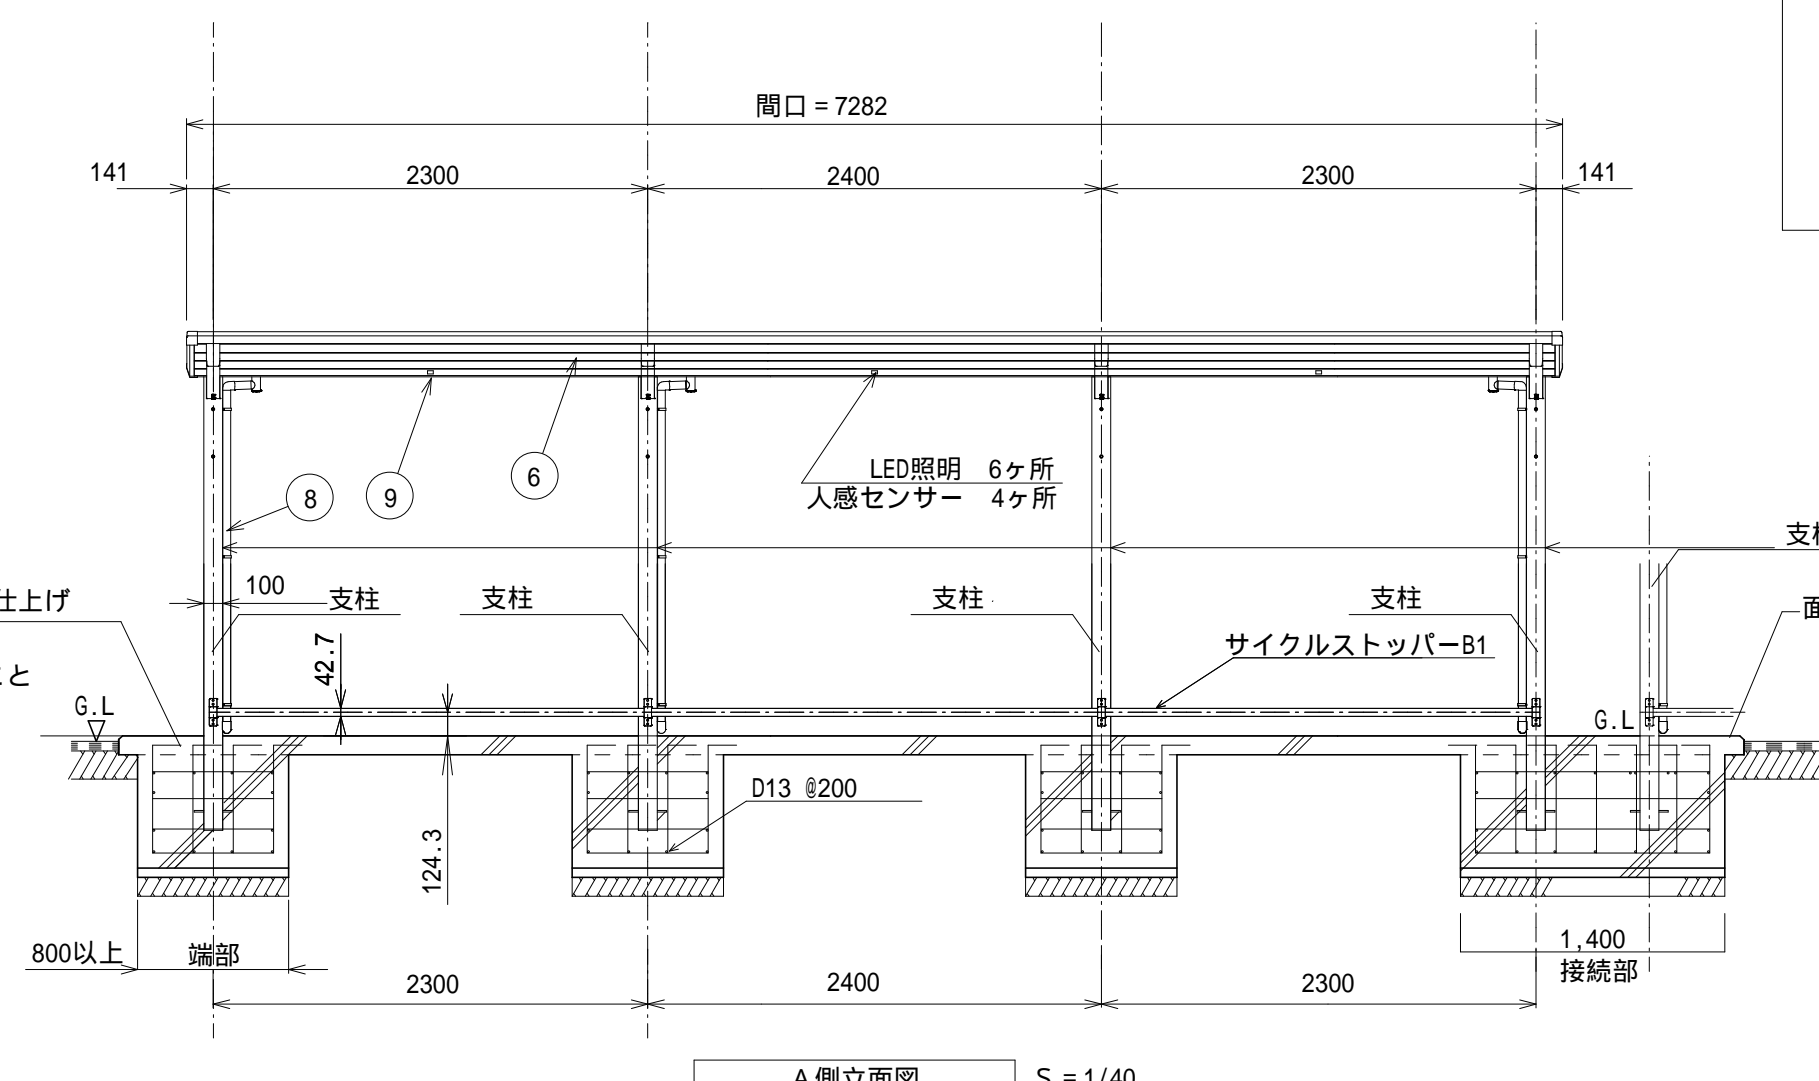 間口 = 7282
141
2300
2400
2300
141
LED照明 6ヶ所
人感センサー 4ヶ所
6
9
8
仕上げ
100
支柱
支柱
支柱
支柱
サイクルストッパーB1
42.7
G.L
G.L
D13 @200
124.3
800以上
端部
1,400
接続部
2300
2400
2300
A側立面図
S = 1/40